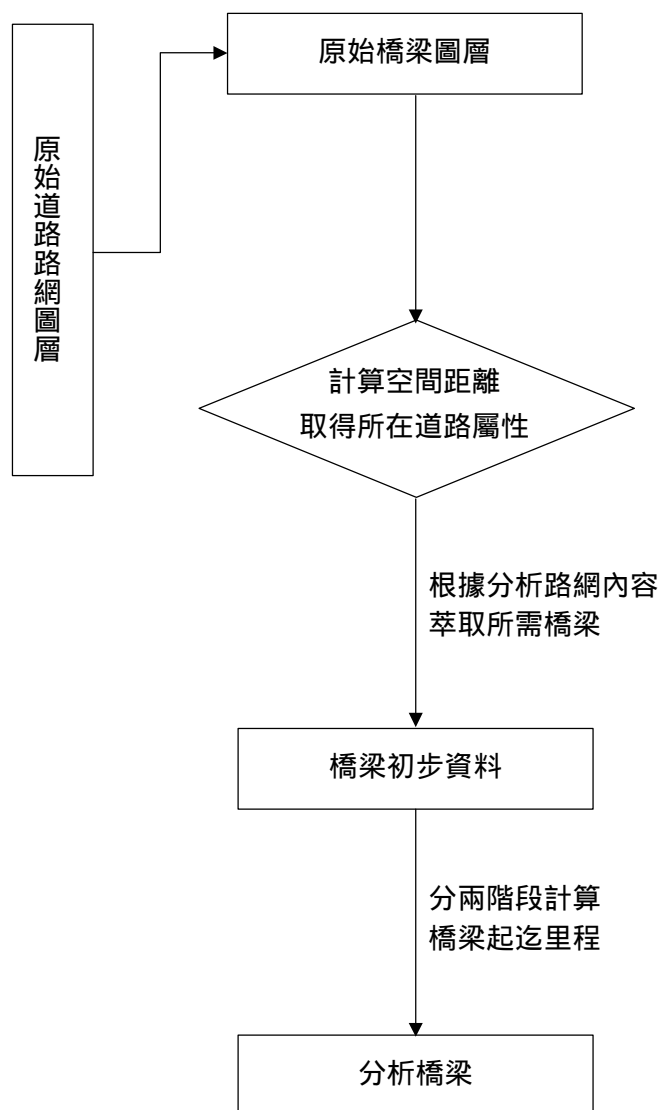 原始橋梁圖層
原始道路路網圖層
計算空間距離
取得所在道路屬性
根據分析路網內容
萃取所需橋梁
橋梁初步資料
分兩階段計算
橋梁起迄里程
分析橋梁